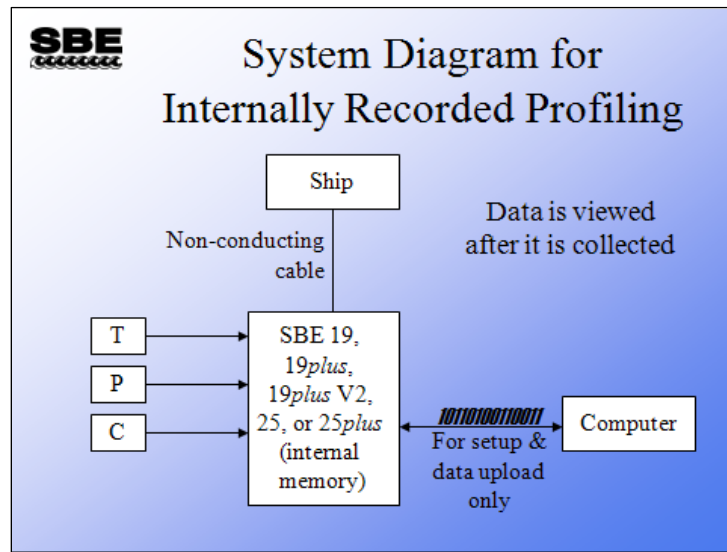 SBE
System Diagram for
Internally Recorded Profiling
Ship
Data is viewed
after it is collected
Non-conducting
cable
T
P
C
SBE 19,
19plus,
19plus V2,
25, or 25plus
(internal
memory)
10110100110011
For setup &
data upload
only
Computer